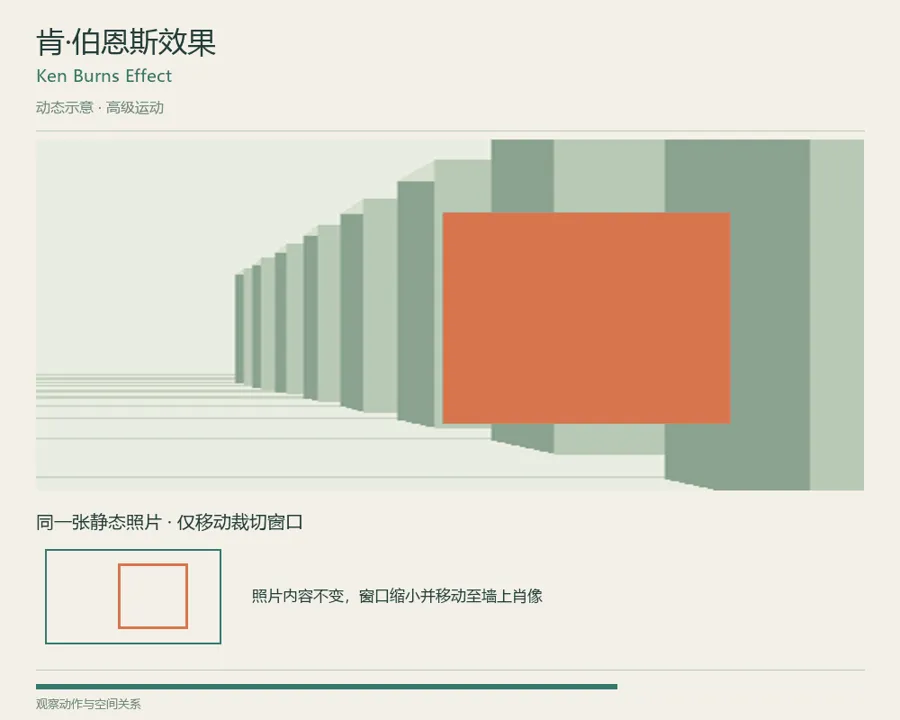 肯·伯恩斯效果
Ken Burns Effect
动态示意 · 高级运动
同一张静态照片 · 仅移动裁切窗口
照片内容不变，窗口缩小并移动至墙上肖像
观察动作与空间关系